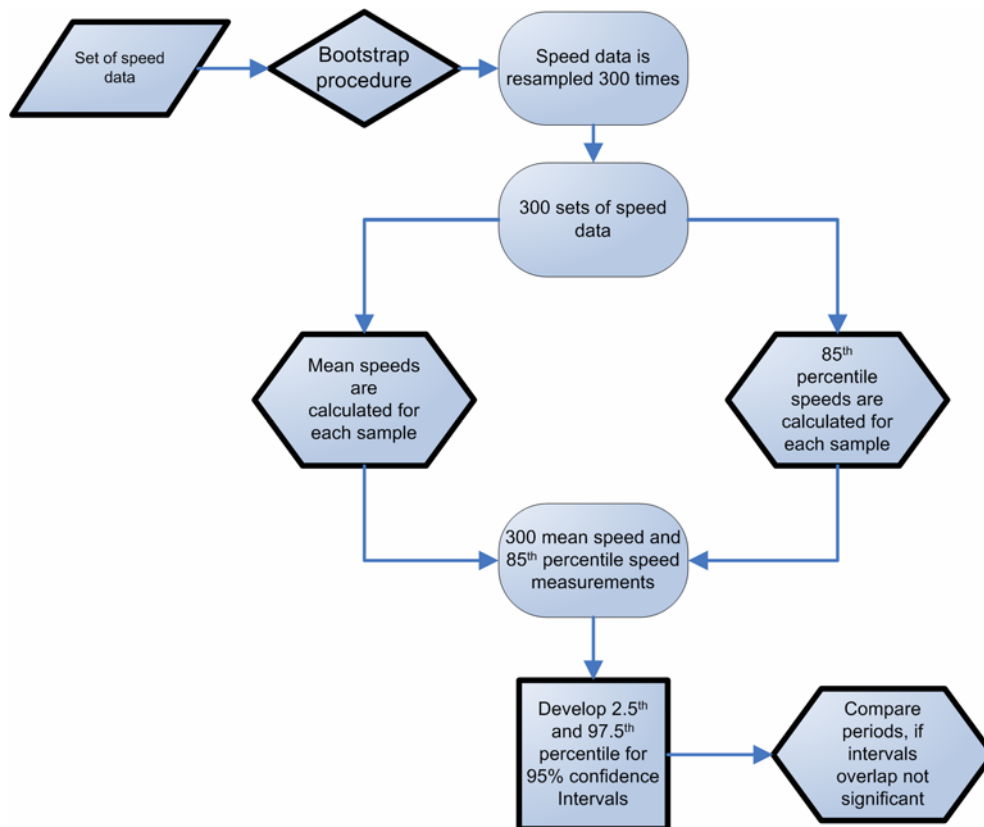 Set of speed
data
Bootstrap
procedure
Speed data is
resampled 300 times
300 sets of speed
data
Mean speeds
are
calculated for
each sample
85th
percentile
speeds are
calculated for
each sample
300 mean speed and
85th percentile speed
measurements
Develop 2.5th
and 97.5th
percentile for
95% confidence
Intervals
Compare
periods, if
intervals
overlap not
significant